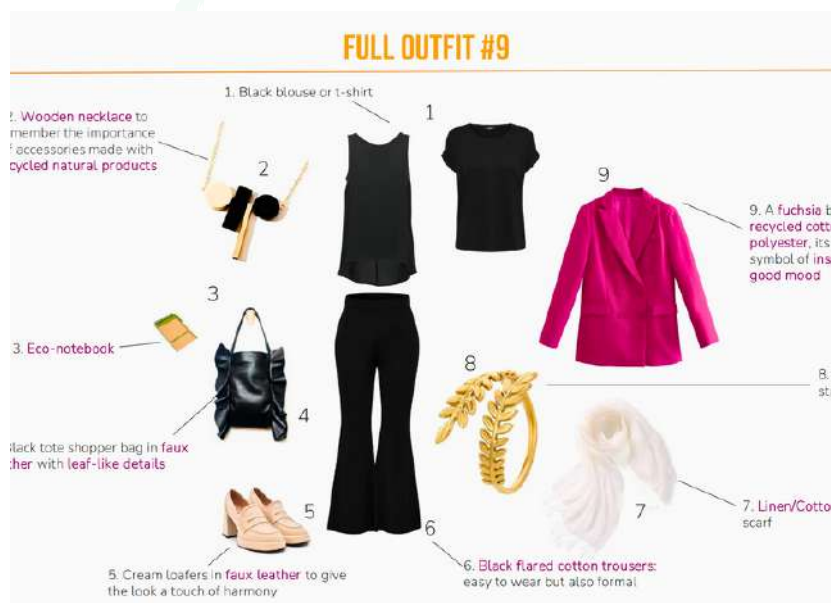 FULL OUTFIT #9
1. Black blouse or t-shirt
1
2. Wooden necklace to
member the importance
accessories made with
cycled natural products
2
9
9. A fuchsia b
recycled cott
polyester, its
symbol of ins
good mood
3
3. Eco-notebook
8
8.
st
4
Black tote shopper bag in faux
ther with leaf-like details
5
7
7. Linen/Cotto
scarf
6
6. Black flared cotton trousers:
easy to wear but also formal
5. Cream loafers in faux leather to give
the look a touch of harmony